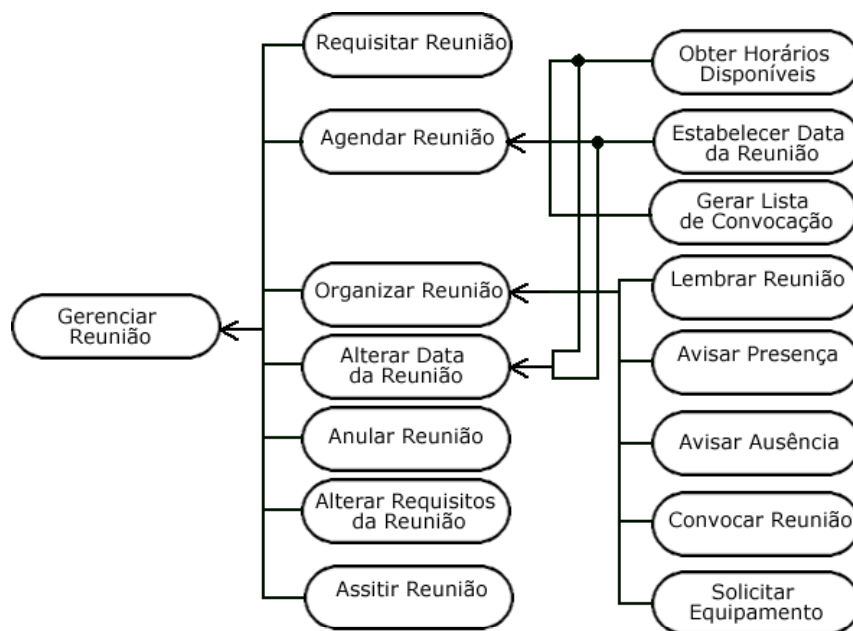 Gerenciar
Reunião
Requisitar Reunião
Agendar Reunião
Organizar Reunião
Alterar Data
da Reunião
Anular Reunião
Alterar Requisitos
da Reunião
Assitir Reunião
Obter Horários
Disponíveis
Estabelecer Data
da Reunião
Gerar Lista
de Convocação
Lembrar Reunião
Avisar Presença
Avisar Ausência
Convocar Reunião
Solicitar
Equipamento